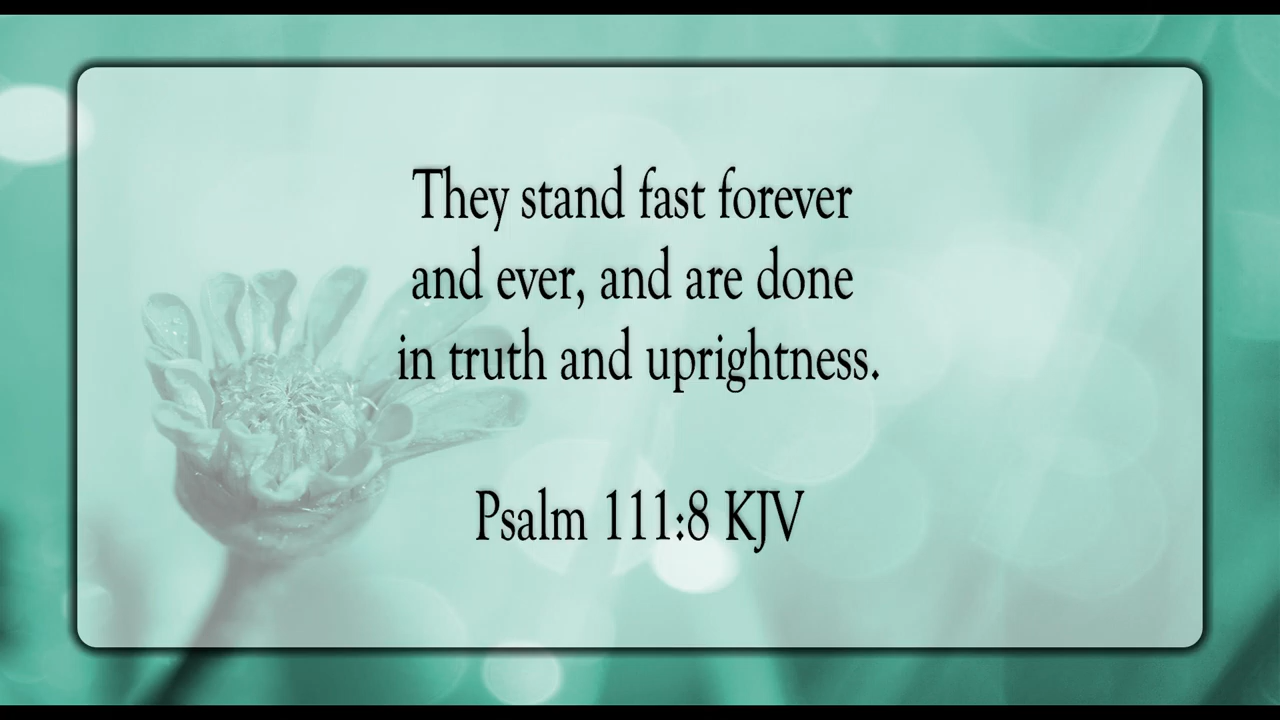 They stand fast forever
and ever, and are done
in truth and uprightness.
Psalm 111:8 KJV